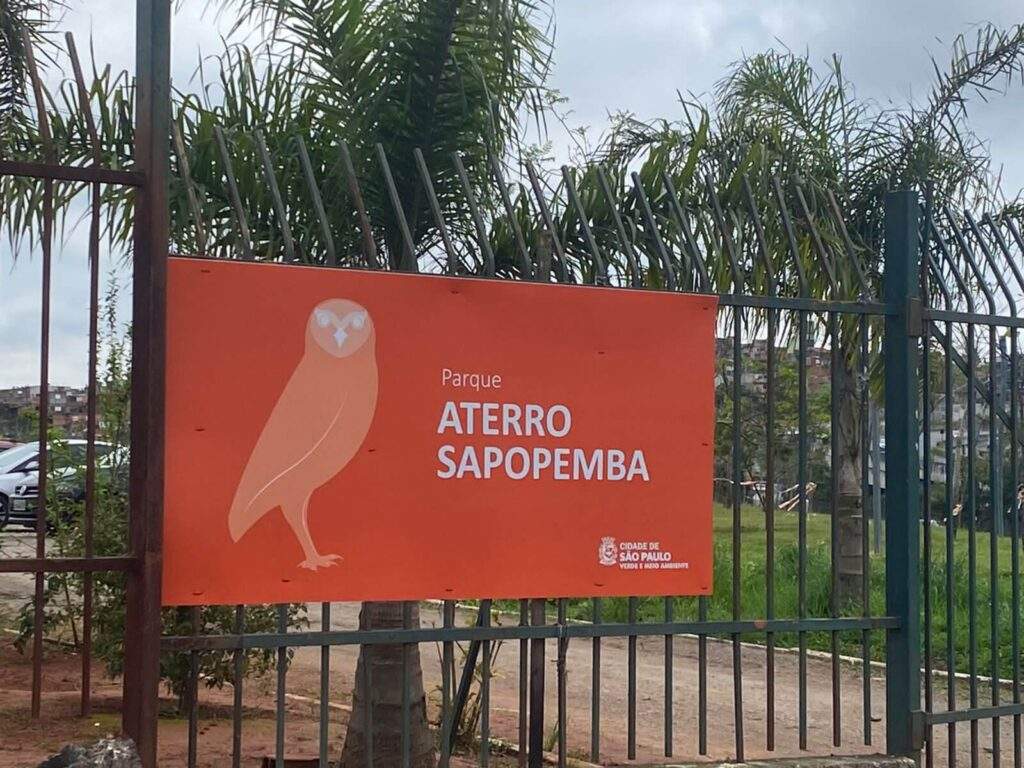 Parque
ATERRO
SAPOPEMBA
CIDADE DE
SÃO PAULO
VERDE E MEIO AMBIENTE